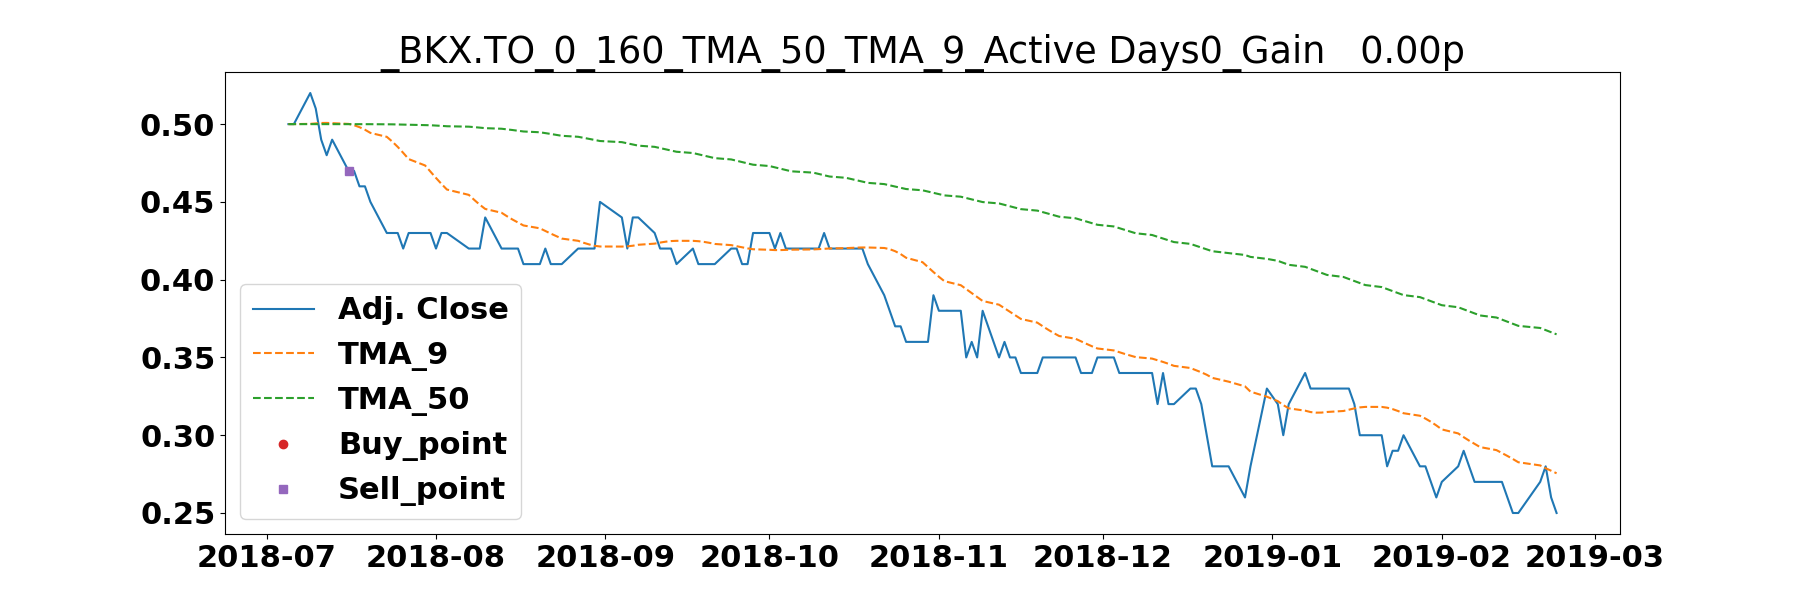 _BKX.TO_0_160_TMA_50_TMA_9_Active Days0_Gain   0.00p
0.50
0.45
0.40
0.35
0.30
0.25
Adj. Close
TMA_9
TMA_50
Buy_point
Sell_point
2018-07 2018-08 2018-09 2018-10 2018-11 2018-12 2019-01 2019-02 2019-03